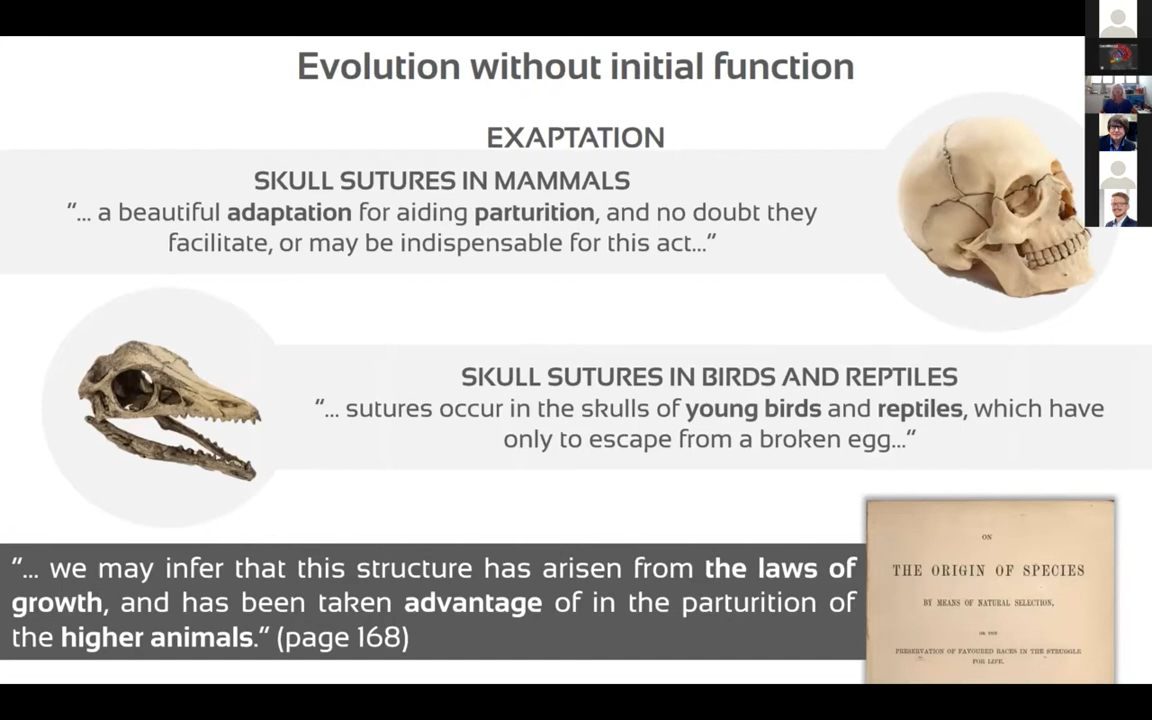 Evolution without initial function
EXAPTATION
SKULL SUTURES IN MAMMALS
"... a beautiful adaptation for aiding parturition, and no doubt they
facilitate, or may be indispensable for this act..."
SKULL SUTURES IN BIRDS AND REPTILES
"... sutures occur in the skulls of young birds and reptiles, which have
only to escape from a broken egg..."
"... we may infer that this structure has arisen from the laws of
growth, and has been taken advantage of in the parturition of
the higher animals." (page 168)
ON
THE ORIGIN OF SPECIES
BY MEANS OF NATURAL SELECTION,
OR THE
PRESERVATION OF FAVOURED RACES IN THE STRUGGLE
FOR LIFE.